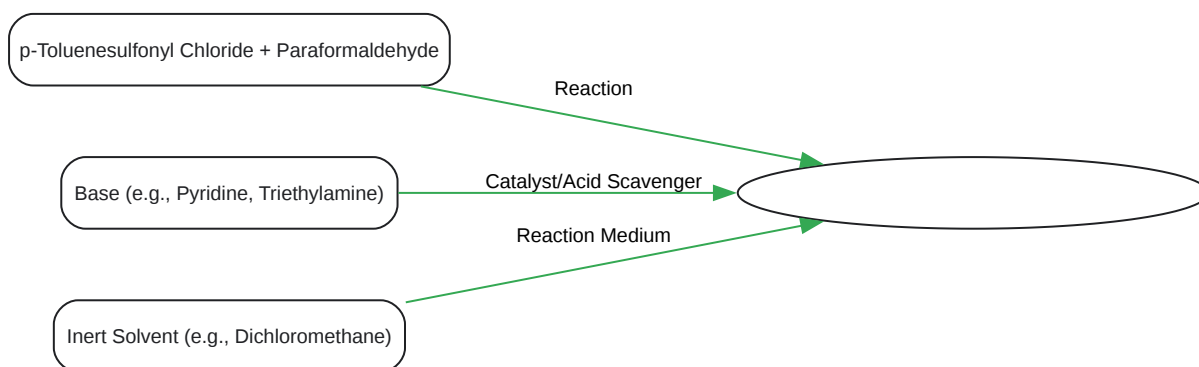 p-Toluenesulfonyl Chloride + Paraformaldehyde
Reaction
Base (e.g., Pyridine, Triethylamine)
Catalyst/Acid Scavenger
Reaction Medium
Inert Solvent (e.g., Dichloromethane)